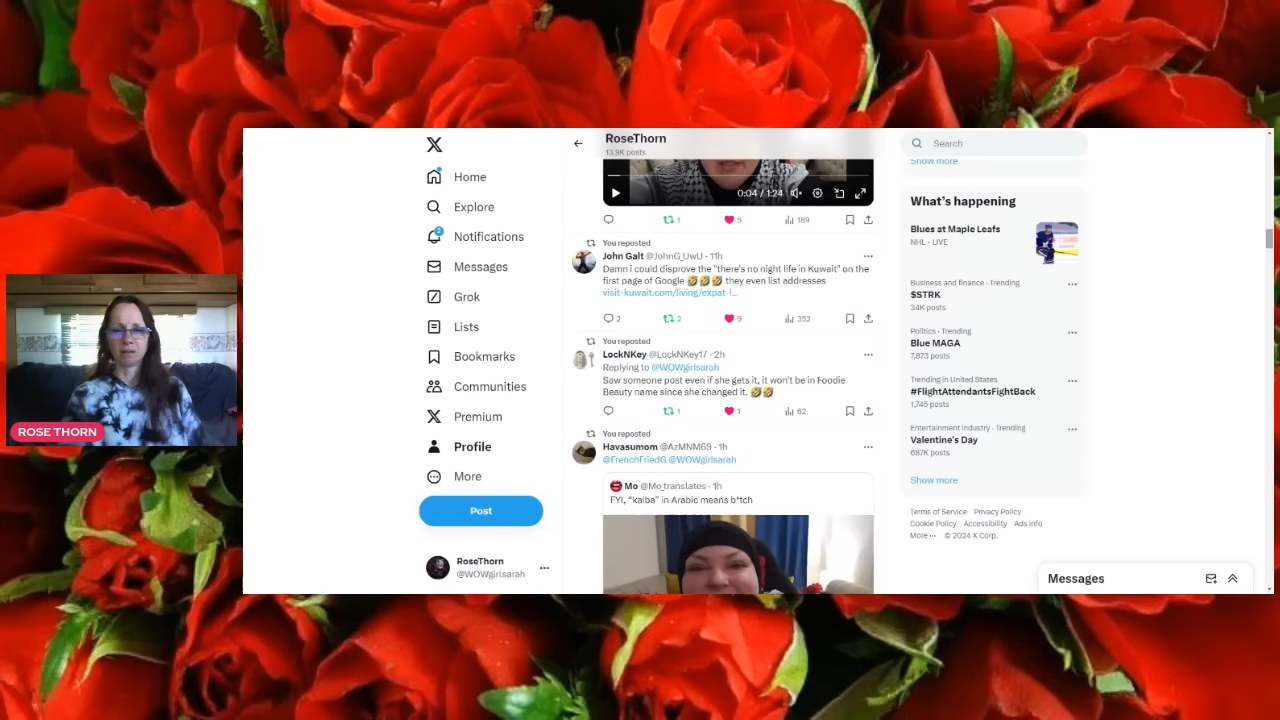 RoseThorn
13.9K posts
Search
Home
Explore
2
Notifications
Messages
Grok
Lists
Bookmarks
Communities
Premium
Profile
More
Post
RoseThorn
@WOWgirlsarah
0:04 / 1:24
1
5
189
You reposted
John Galt @JohnG_UwU · 11h
Damn i could disprove the "there's no night life in Kuwait" on the
first page of Google 🤣🤣🤣 they even list addresses
visit-kuwait.com/living/expat-l...
2
2
9
352
You reposted
LockNKey @LockNKey17 · 2h
Replying to @WOWgirlsarah
Saw someone post even if she gets it, it won't be in Foodie
Beauty name since she changed it. 🤣🤣
1
1
62
You reposted
Havasumom @AzMNM69 · 1h
@FrenchFriedG @WOWgirlsarah
Mo @Mo_translates · 1h
FYI, "kalba" in Arabic means b*tch
Show more
What's happening
Blues at Maple Leafs
NHL · LIVE
Business and finance · Trending
$STRK
34K posts
Politics · Trending
Blue MAGA
7,873 posts
Trending in United States
#FlightAttendantsFightBack
1,745 posts
Entertainment industry · Trending
Valentine's Day
687K posts
Show more
Terms of Service Privacy Policy
Cookie Policy Accessibility Ads info
More ··· © 2024 X Corp.
Messages
ROSE THORN